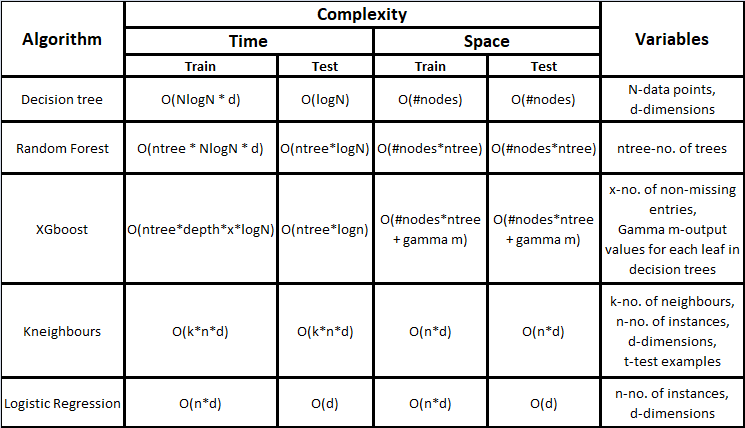 Algorithm
Complexity
Variables
Time
Space
Train
Test
Train
Test
Decision tree
O(NlogN * d)
O(logN)
O(#nodes)
O(#nodes)
N-data points,
d-dimensions
Random Forest
O(ntree * NlogN * d)
O(ntree*logN)
O(#nodes*ntree)
O(#nodes*ntree)
ntree-no. of trees
XGboost
O(ntree*depth*x*logN)
O(ntree*logn)
O(#nodes*ntree
+ gamma m)
O(#nodes*ntree
+ gamma m)
x-no. of non-missing
entries,
Gamma m-output
values for each leaf in
decision trees
Kneighbours
O(k*n*d)
O(k*n*d)
O(n*d)
O(n*d)
k-no. of neighbours,
n-no. of instances,
d-dimensions,
t-test examples
Logistic Regression
O(n*d)
O(d)
O(n*d)
O(d)
n-no. of instances,
d-dimensions